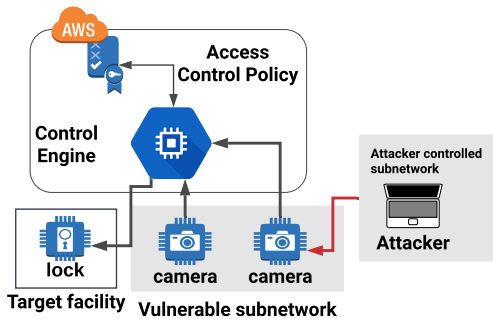 AWS
Access
Control Policy
Control
Engine
Attacker controlled
subnetwork
Attacker
lock
camera
camera
Target facility
Vulnerable subnetwork